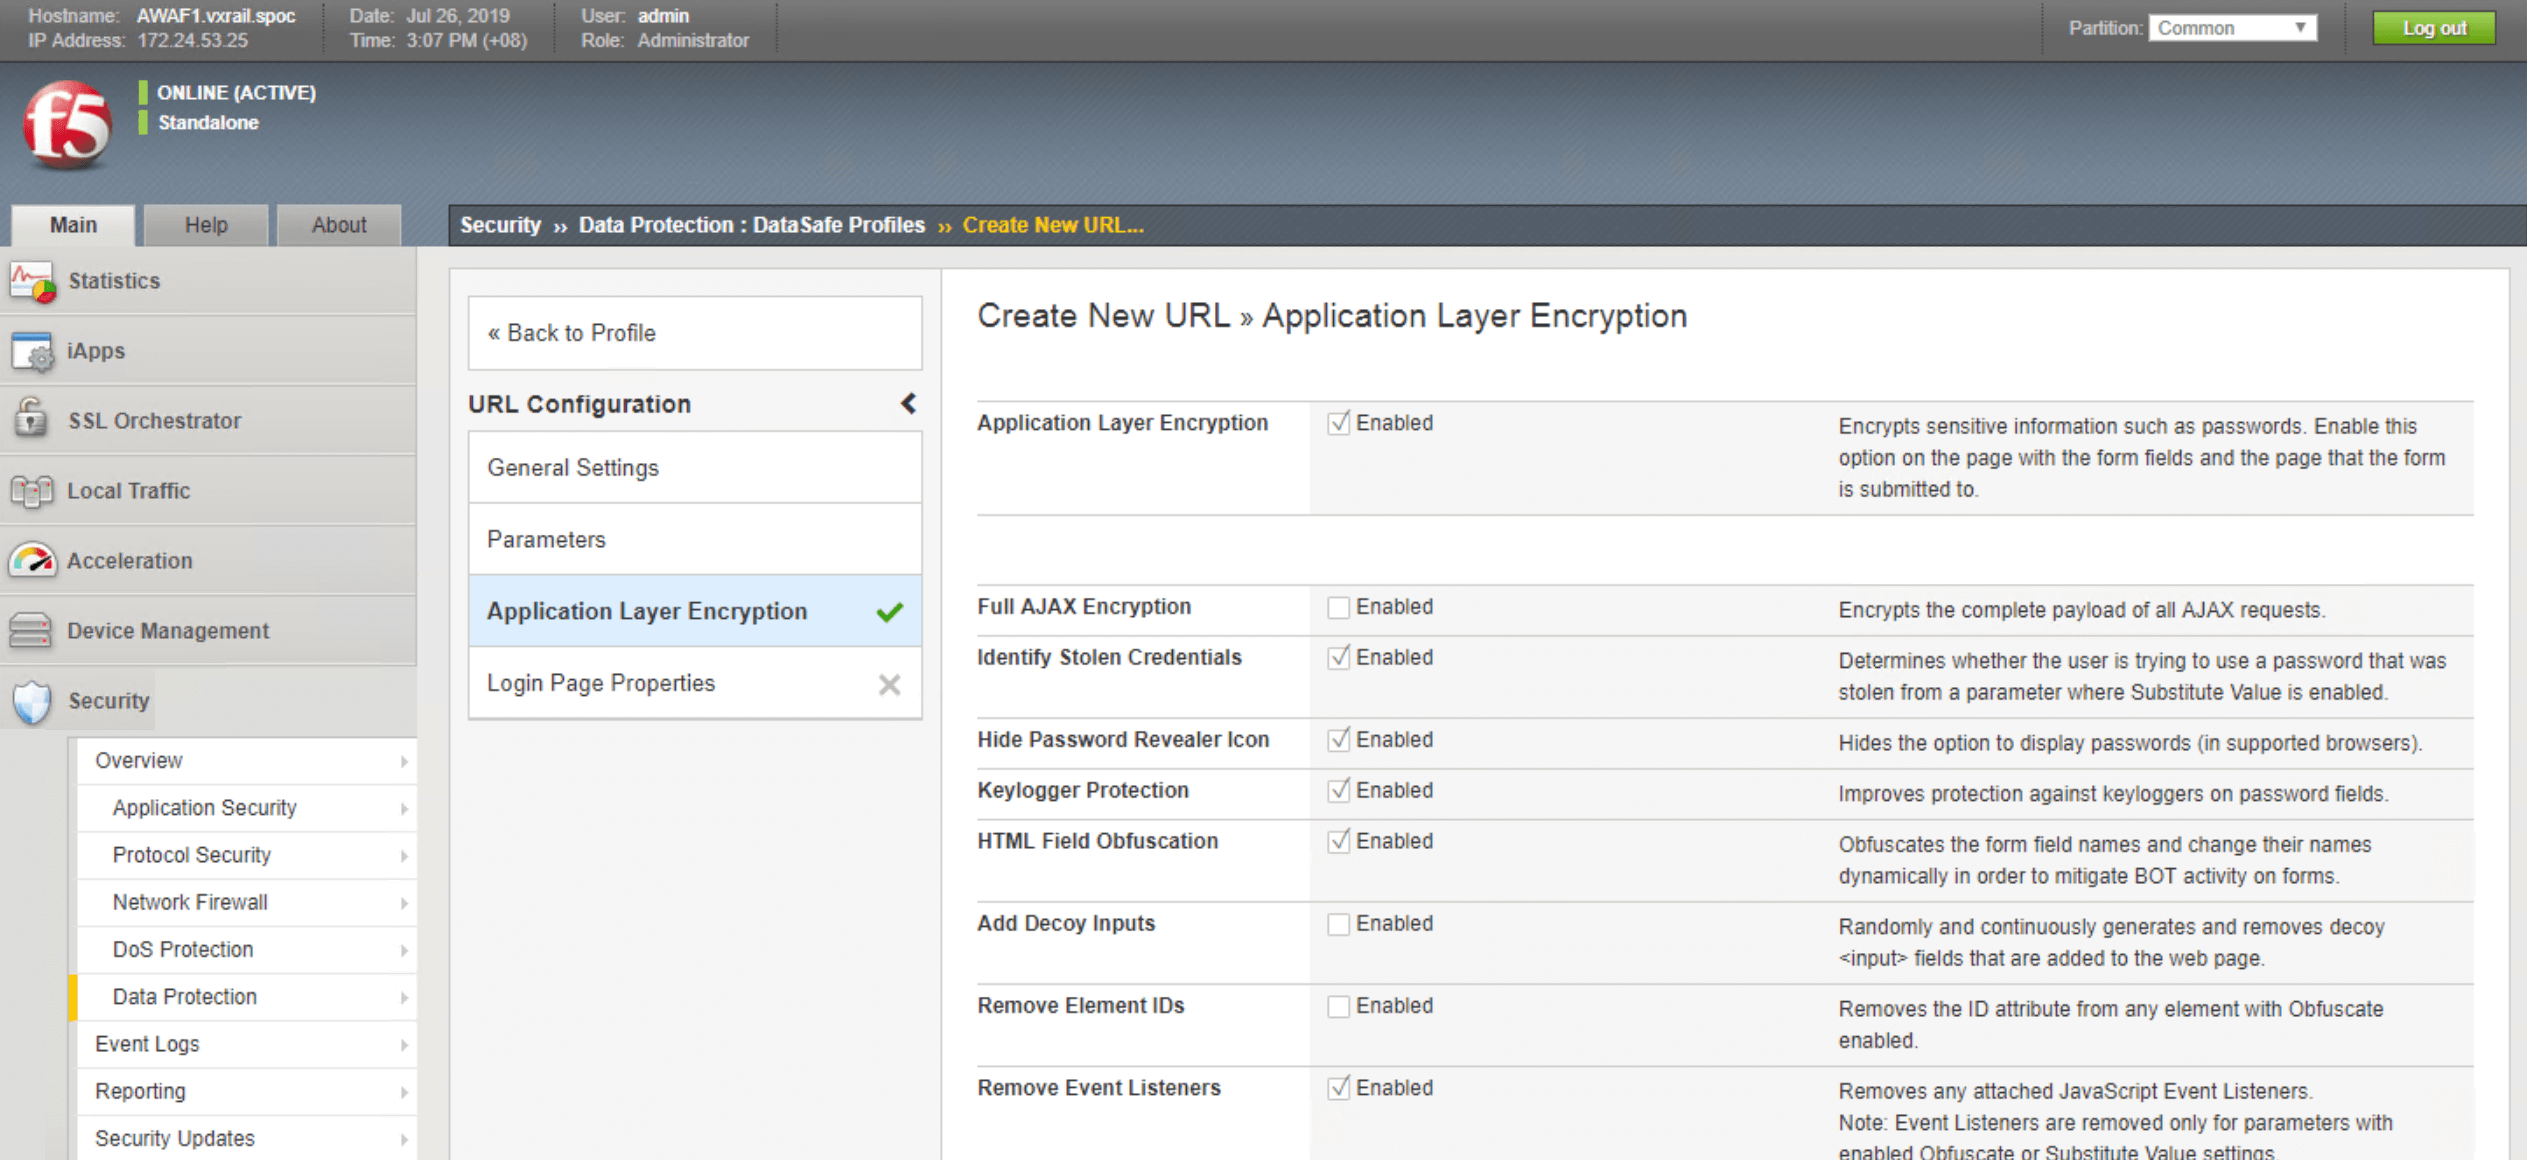 Hostname: AWAF1.vxrail.spoc
IP Address: 172.24.53.25
Date: Jul 26, 2019
Time: 3:07 PM (+08)
User: admin
Role: Administrator
Partition: Common
Log out
f5
ONLINE (ACTIVE)
Standalone
Main
Help
About
Security ›› Data Protection : DataSafe Profiles ›› Create New URL...
Statistics
iApps
SSL Orchestrator
Local Traffic
Acceleration
Device Management
Security
Overview
Application Security
Protocol Security
Network Firewall
DoS Protection
Data Protection
Event Logs
Reporting
Security Updates
« Back to Profile
URL Configuration
General Settings
Parameters
Application Layer Encryption
Login Page Properties
Create New URL » Application Layer Encryption
Application Layer Encryption
Enabled
Encrypts sensitive information such as passwords. Enable this
option on the page with the form fields and the page that the form
is submitted to.
Full AJAX Encryption
Enabled
Encrypts the complete payload of all AJAX requests.
Identify Stolen Credentials
Enabled
Determines whether the user is trying to use a password that was
stolen from a parameter where Substitute Value is enabled.
Hide Password Revealer Icon
Enabled
Hides the option to display passwords (in supported browsers).
Keylogger Protection
Enabled
Improves protection against keyloggers on password fields.
HTML Field Obfuscation
Enabled
Obfuscates the form field names and change their names
dynamically in order to mitigate BOT activity on forms.
Add Decoy Inputs
Enabled
Randomly and continuously generates and removes decoy
<input> fields that are added to the web page.
Remove Element IDs
Enabled
Removes the ID attribute from any element with Obfuscate
enabled.
Remove Event Listeners
Enabled
Removes any attached JavaScript Event Listeners.
Note: Event Listeners are removed only for parameters with
enabled Obfuscate or Substitute Value settings.